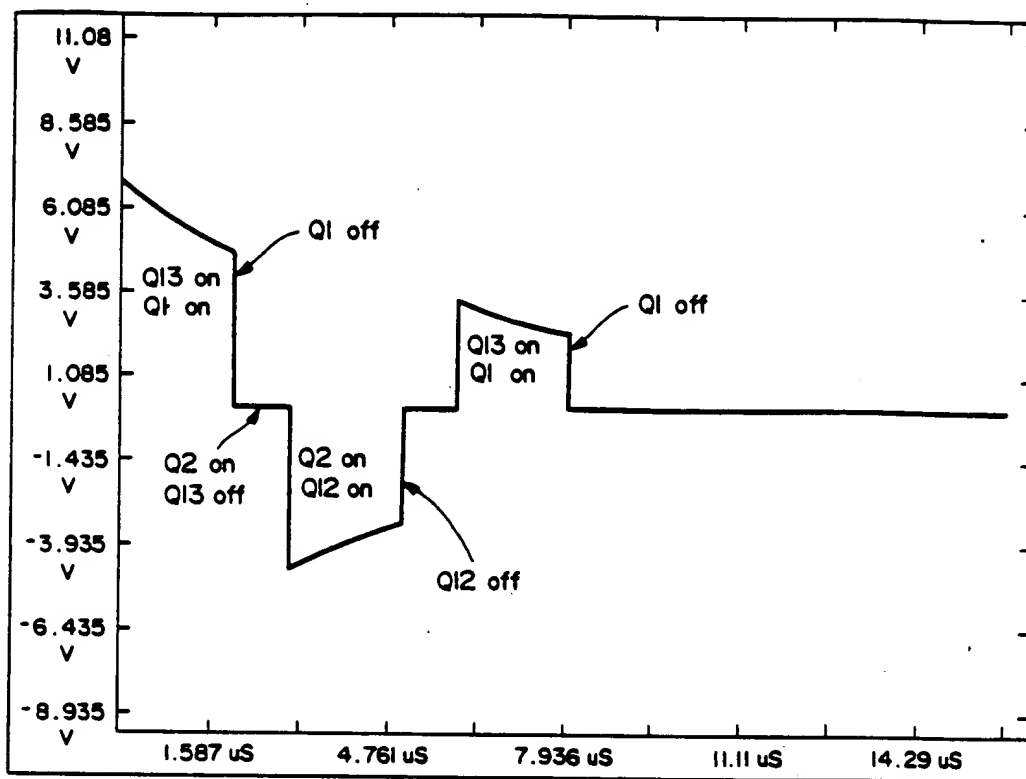 11.08
V
8.585
V
6.085
V
3.585
V
1.085
V
-1.435
V
-3.935
V
-6.435
V
-8.935
V
Q13 on
Q1 on
Q1 off
Q2 on
Q13 off
Q2 on
Q12 on
Q12 off
Q13 on
Q1 on
Q1 off
1.587 uS
4.761 uS
7.936 uS
11.11 uS
14.29 uS